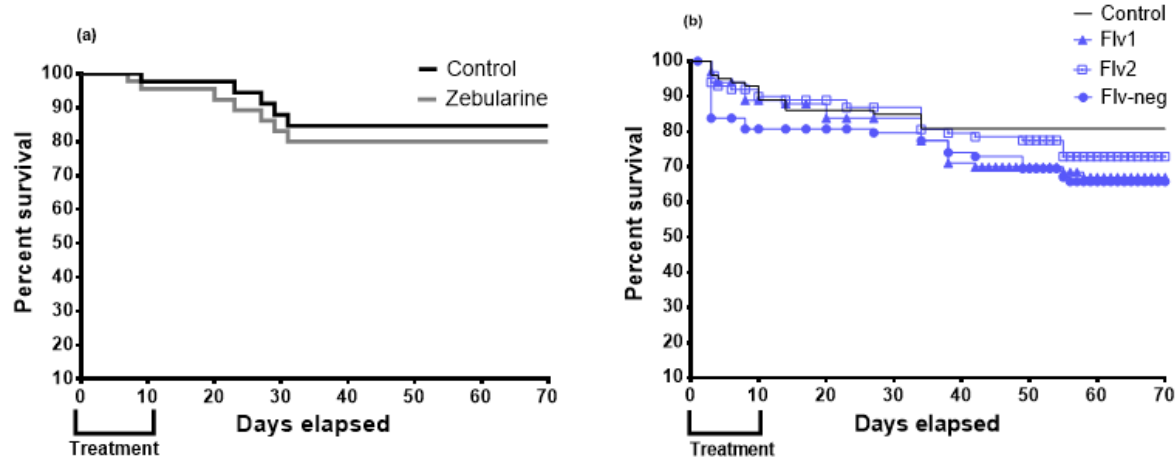 (a)
Control
Zebularine
100
90
80
70
60
50
40
30
20
10
Percent survival
0 10 20 30 40 50 60 70
Days elapsed
Treatment
(b)
Control
Flv1
Flv2
Flv-neg
100
90
80
70
60
50
40
30
20
10
Percent survival
0 10 20 30 40 50 60 70
Days elapsed
Treatment